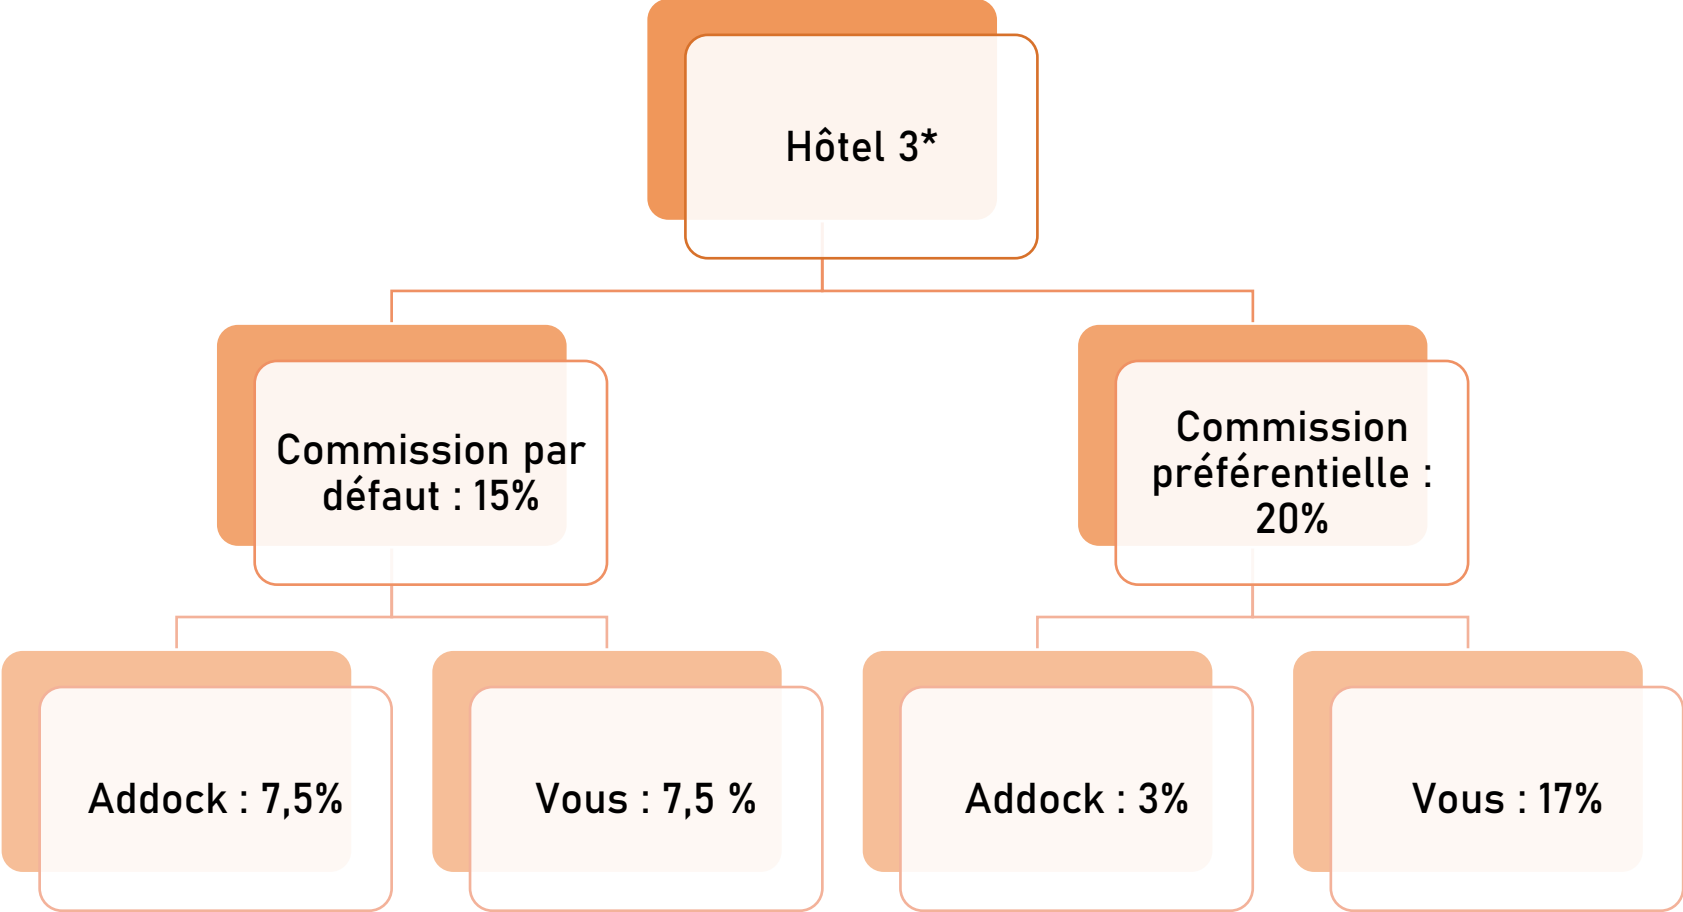 Hôtel 3*
Commission par
défaut : 15%
Commission
préférentielle :
20%
Addock : 7,5%
Vous : 7,5 %
Addock : 3%
Vous : 17%